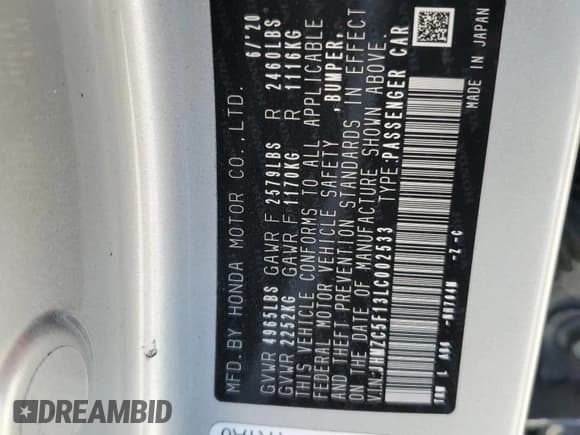 MFD.BY HONDA MOTOR CO.,LTD. 6/'20
GVWR 4965LBS GAWR F 2579LBS R 2460LBS
GVWR 2252KG GAWR F 1170KG R 1116KG
THIS VEHICLE CONFORMS TO ALL APPLICABLE
FEDERAL MOTOR VEHICLE SAFETY ,BUMPER,
AND THEFT PREVENTION STANDARDS IN EFFECT
ON THE DATE OF MANUFACTURE SHOWN ABOVE.
V.I.N:JHMZC5F13LC002533 TYPE:PASSENGER CAR
-Z -C
MADE IN JAPAN
DREAMBID